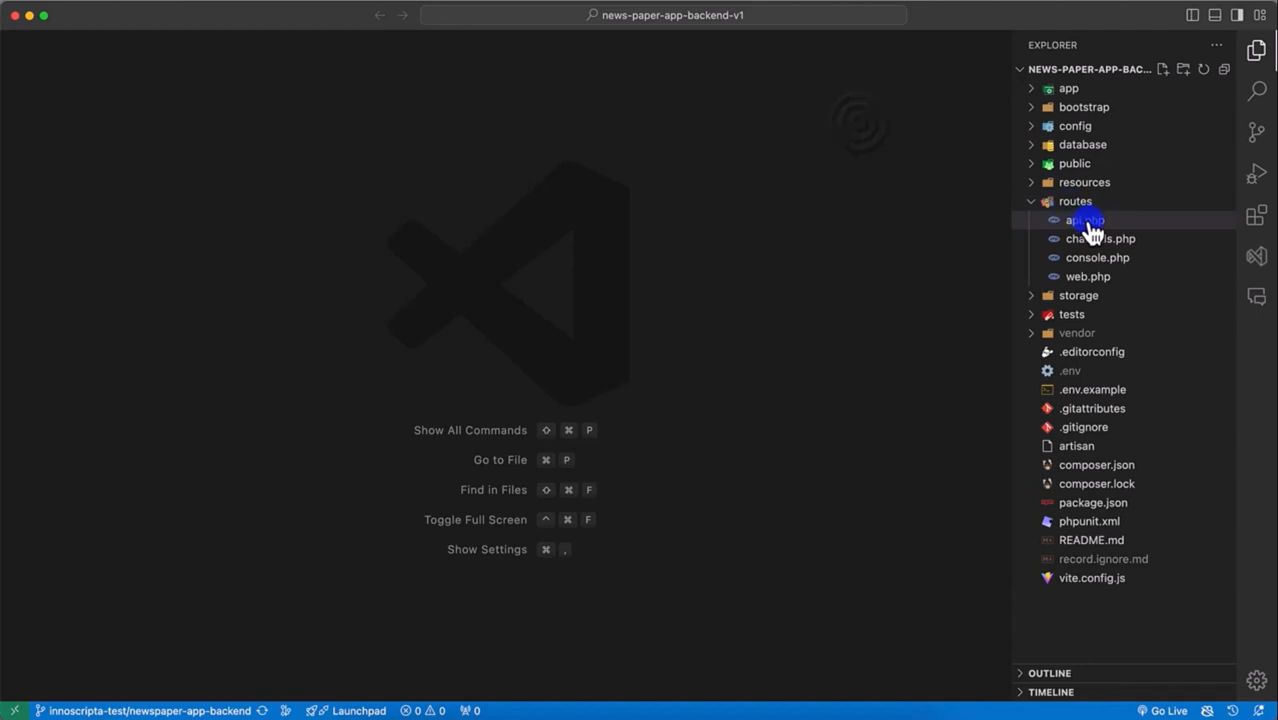 news-paper-app-backend-v1
EXPLORER
NEWS-PAPER-APP-BAC...
app
bootstrap
config
database
public
resources
routes
console.php
web.php
storage
tests
vendor
.editorconfig
.env
.env.example
.gitattributes
.gitignore
artisan
composer.json
composer.lock
package.json
phpunit.xml
README.md
record.ignore.md
vite.config.js
OUTLINE
TIMELINE
Show All Commands ⇧ ⌘ P
Go to File ⌘ P
Find in Files ⇧ ⌘ F
Toggle Full Screen ^ ⌘ F
Show Settings ⌘ ,
innoscripta-test/newspaper-app-backend Launchpad 0 0 0 Go Live